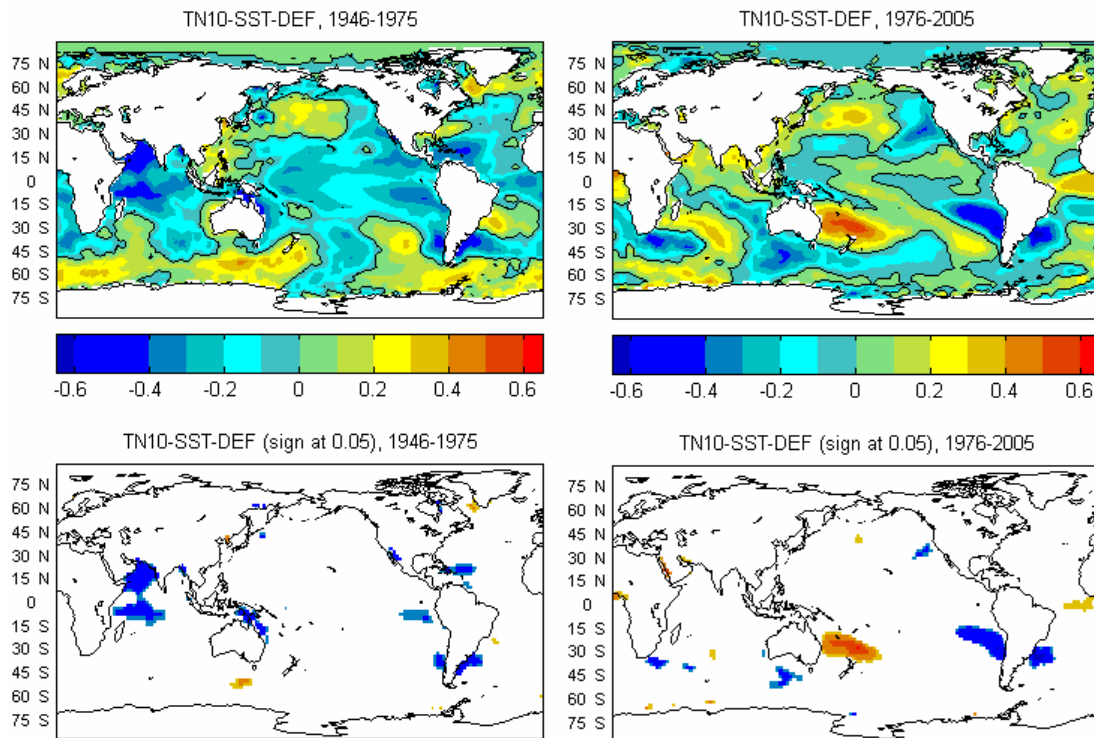 TN10-SST-DEF, 1946-1975
75 N
60 N
45 N
30 N
15 N
0
15 S
30 S
45 S
60 S
75 S
-0.6 -0.4 -0.2 0 0.2 0.4 0.6
TN10-SST-DEF, 1976-2005
75 N
60 N
45 N
30 N
15 N
0
15 S
30 S
45 S
60 S
75 S
-0.6 -0.4 -0.2 0 0.2 0.4 0.6
TN10-SST-DEF (sign at 0.05), 1946-1975
75 N
60 N
45 N
30 N
15 N
0
15 S
30 S
45 S
60 S
75 S
TN10-SST-DEF (sign at 0.05), 1976-2005
75 N
60 N
45 N
30 N
15 N
0
15 S
30 S
45 S
60 S
75 S